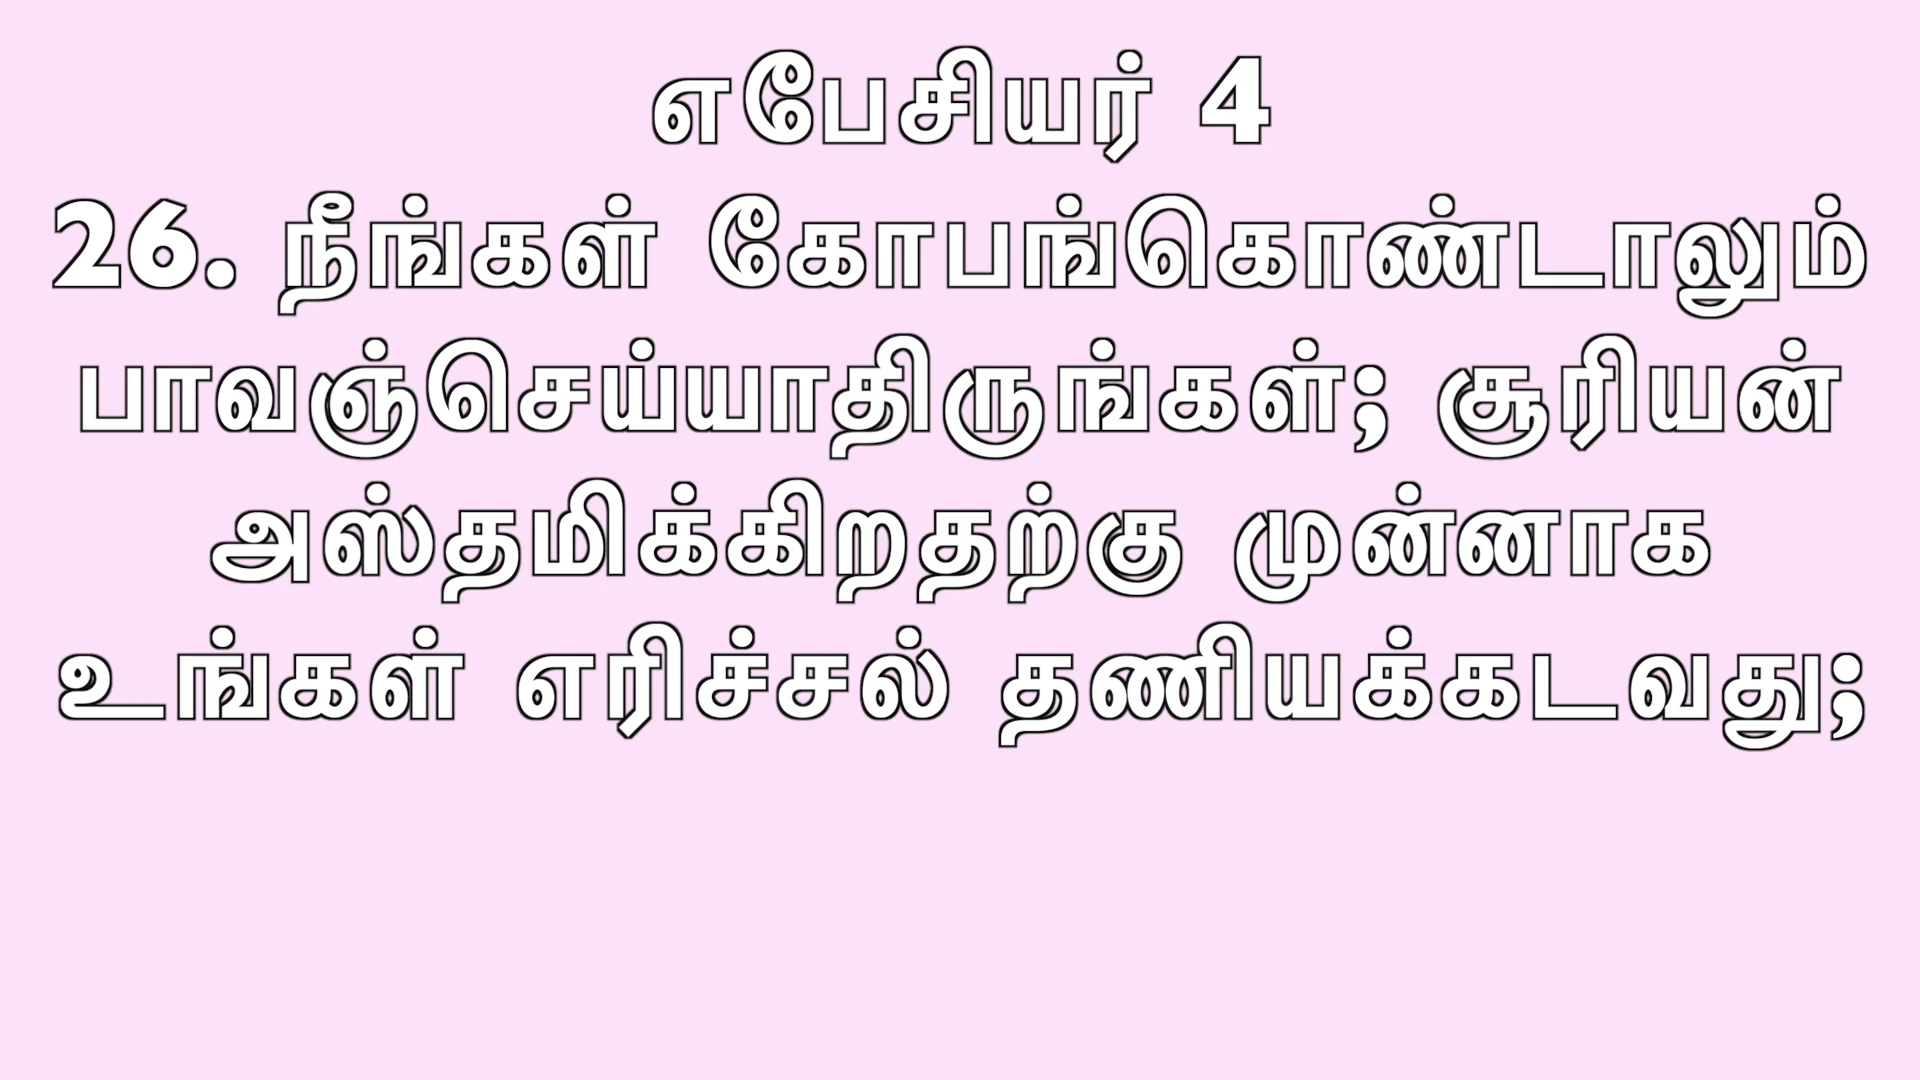 எபேசியர் 4
26. நீங்கள் கோபங்கொண்டாலும்
பாவஞ்செய்யாதிருங்கள்; சூரியன்
அஸ்தமிக்கிறதற்கு முன்னாக
உங்கள் எரிச்சல் தணியக்கடவது;